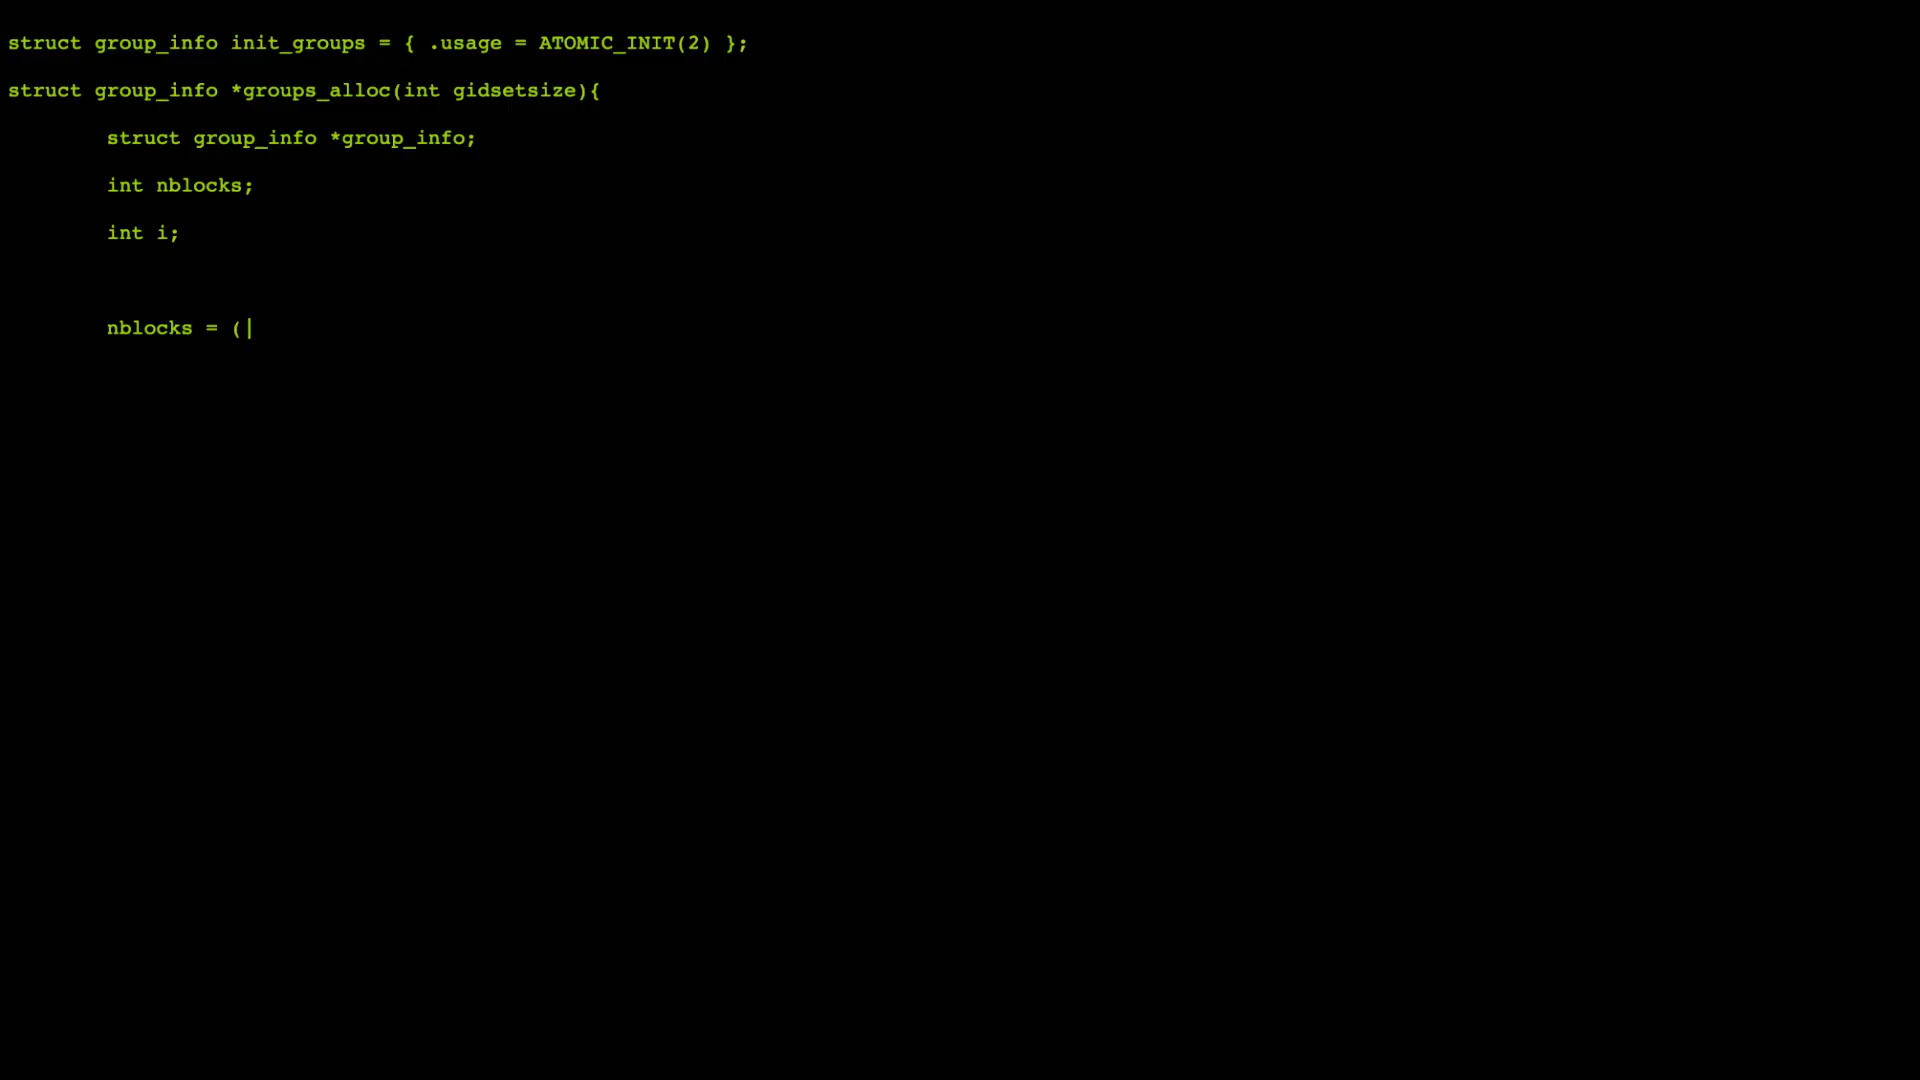 struct group_info init_groups = { .usage = ATOMIC_INIT(2) };
struct group_info *groups_alloc(int gidsetsize){
struct group_info *group_info;
int nblocks;
int i;
nblocks = (|